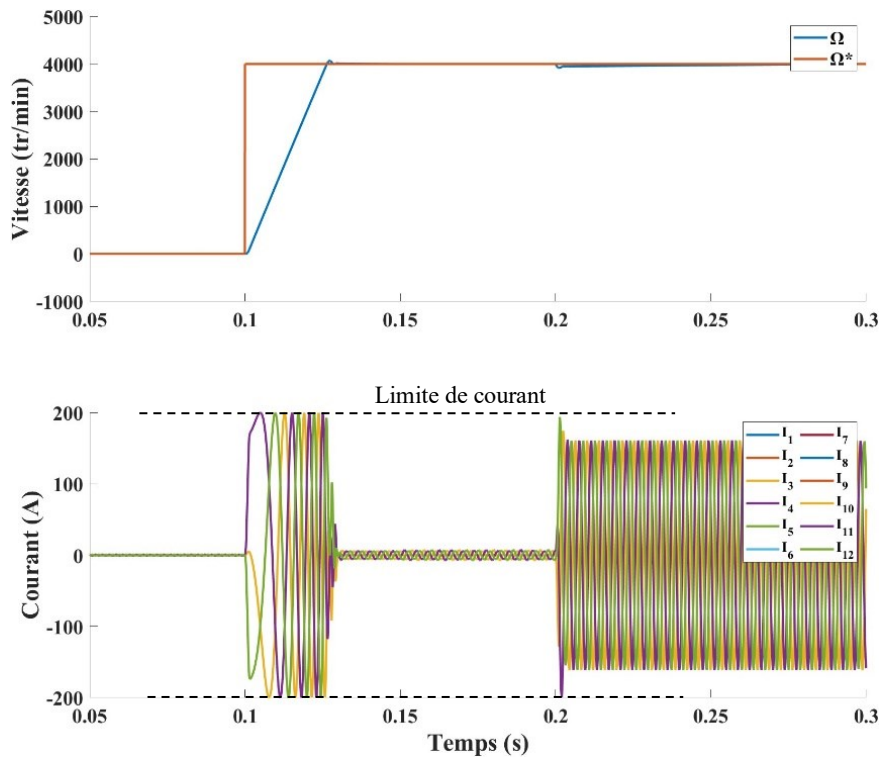 5000
4000
3000
2000
1000
0
-1000
Vitesse (tr/min)
Ω
Ω*
0.05 0.1 0.15 0.2 0.25 0.3
Limite de courant
200
100
0
-100
-200
Courant (A)
I1 I7
I2 I8
I3 I9
I4 I10
I5 I11
I6 I12
0.05 0.1 0.15 0.2 0.25 0.3
Temps (s)